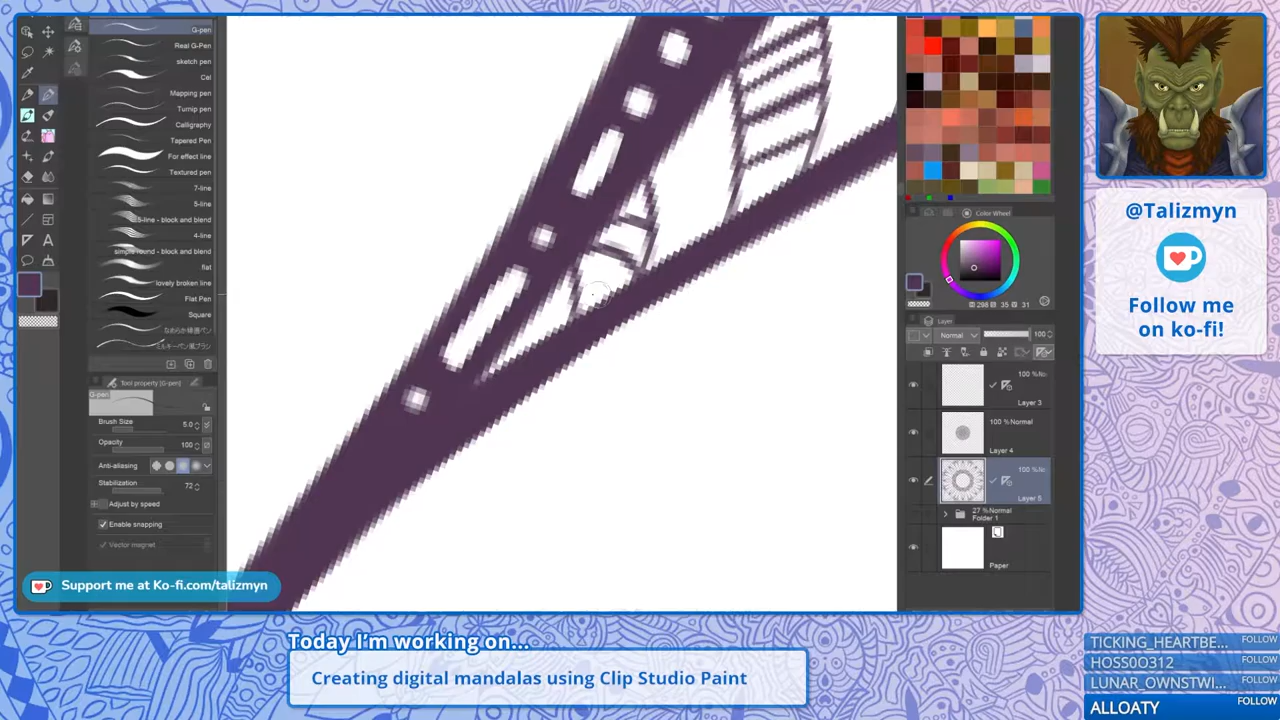 G-pen
Real G-Pen
sketch pen
Cel
Mapping pen
Turnip pen
Calligraphy
Tapered Pen
For effect line
Textured pen
7-line
5-line
5-line - block and blend
4-line
simple round - block and blend
flat
lovely broken line
Flat Pen
Square
Tool property [G-pen]
G-pen
Brush Size 5.0
Opacity 100
Anti-aliasing
Stabilization 72
Adjust by speed
Enable snapping
Vector magnet
Support me at Ko-fi.com/talizmyn
Color Wheel
298 35 31
Layer
Normal 100
Layer 3
100 %Normal
Layer 4
Layer 5
27 %Normal
Folder 1
Paper
@Talizmyn
Follow me
on ko-fi!
Today I'm working on...
Creating digital mandalas using Clip Studio Paint
TICKING_HEARTBE... FOLLOW
HOSS0O312 FOLLOW
LUNAR_OWNSTWI... FOLLOW
ALLOATY FOLLOW